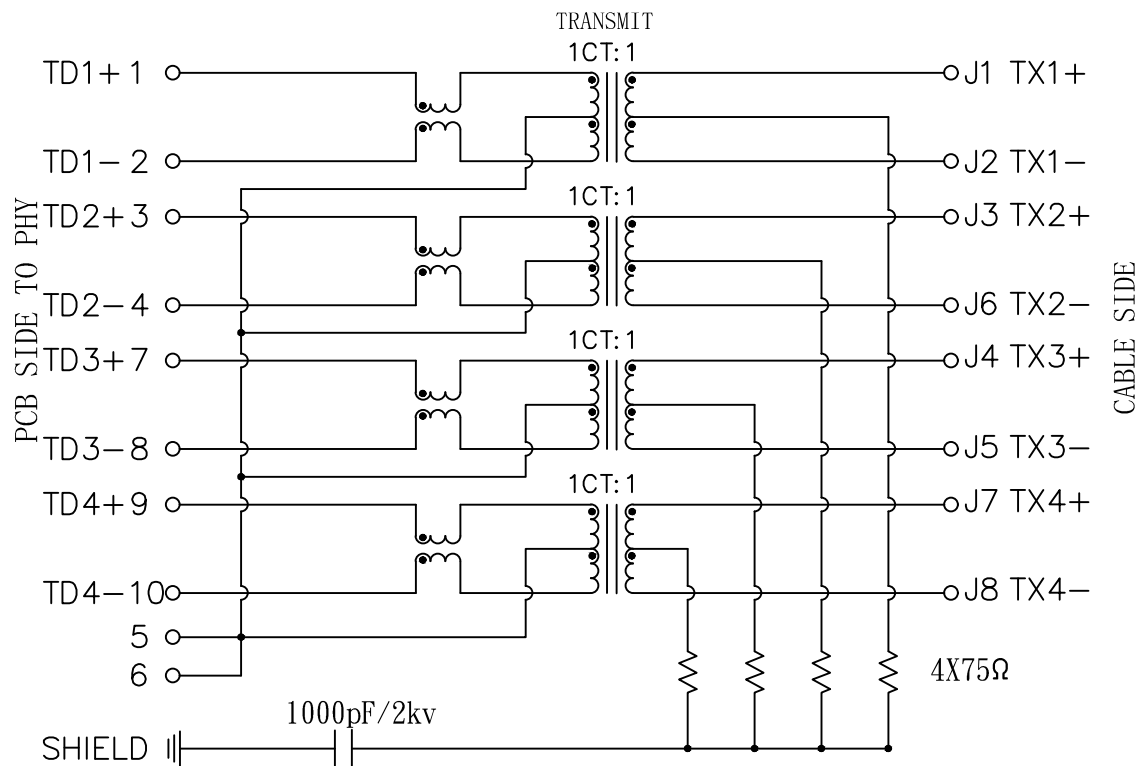 TRANSMIT
1CT:1
TD1+ 1
J1 TX1+
TD1- 2
J2 TX1-
1CT:1
TD2+3
J3 TX2+
TD2-4
J6 TX2-
PCB SIDE TO PHY
CABLE SIDE
1CT:1
TD3+7
J4 TX3+
TD3-8
J5 TX3-
1CT:1
TD4+9
J7 TX4+
TD4-10
J8 TX4-
5
6
4X75Ω
1000pF/2kv
SHIELD